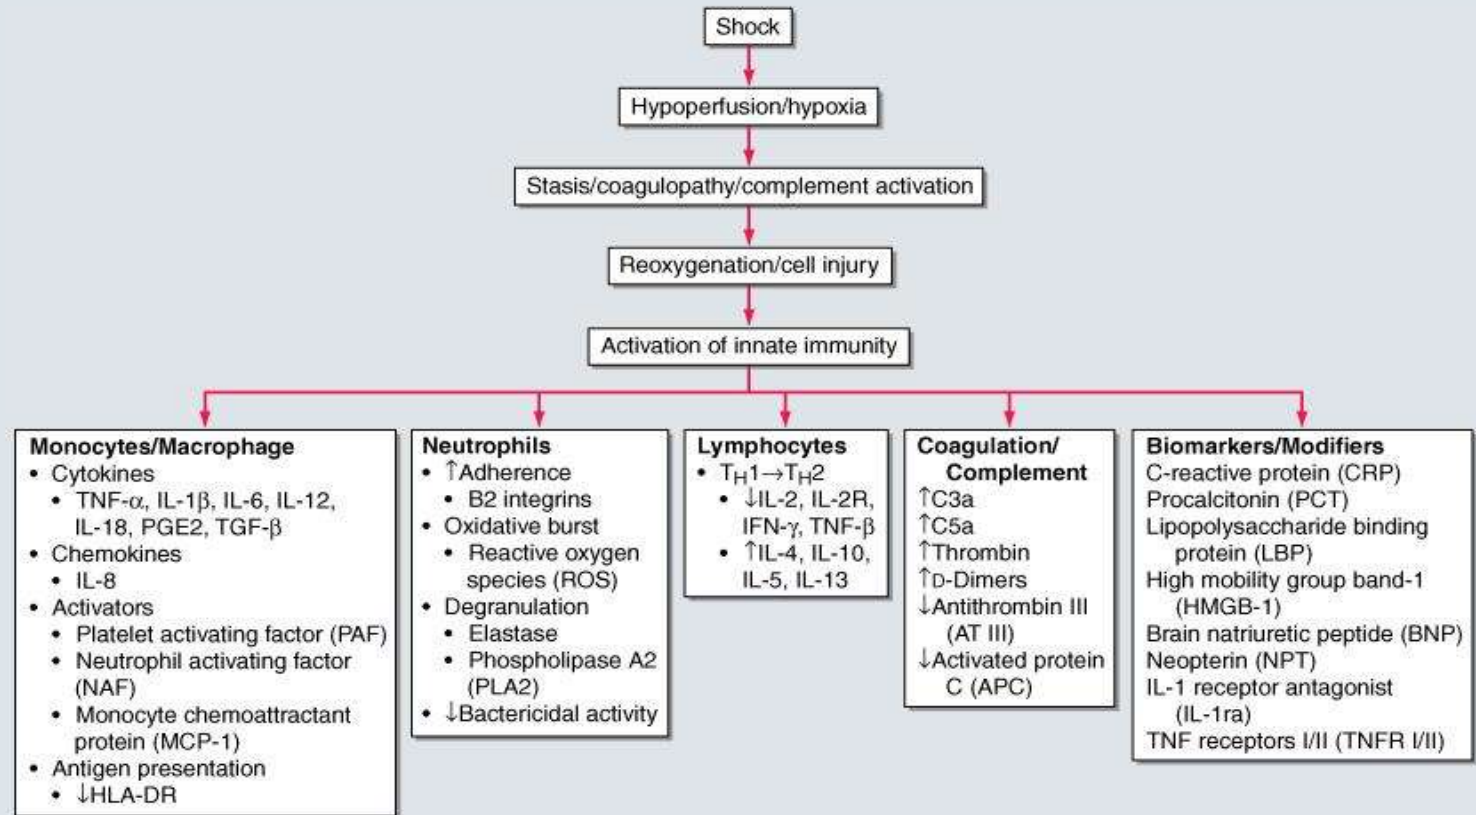 Shock
Hypoperfusion/hypoxia
Stasis/coagulopathy/complement activation
Reoxygenation/cell injury
Activation of innate immunity
Monocytes/Macrophage
• Cytokines
• TNF-α, IL-1β, IL-6, IL-12,
IL-18, PGE2, TGF-β
• Chemokines
• IL-8
• Activators
• Platelet activating factor (PAF)
• Neutrophil activating factor
(NAF)
• Monocyte chemoattractant
protein (MCP-1)
• Antigen presentation
• ↓HLA-DR
Neutrophils
• ↑Adherence
• B2 integrins
• Oxidative burst
• Reactive oxygen
species (ROS)
• Degranulation
• Elastase
• Phospholipase A2
(PLA2)
• ↓Bactericidal activity
Lymphocytes
• TH1→TH2
• ↓IL-2, IL-2R,
IFN-γ, TNF-β
• ↑IL-4, IL-10,
IL-5, IL-13
Coagulation/
Complement
↑C3a
↑C5a
↑Thrombin
↑D-Dimers
↓Antithrombin III
(AT III)
↓Activated protein
C (APC)
Biomarkers/Modifiers
C-reactive protein (CRP)
Procalcitonin (PCT)
Lipopolysaccharide binding
protein (LBP)
High mobility group band-1
(HMGB-1)
Brain natriuretic peptide (BNP)
Neopterin (NPT)
IL-1 receptor antagonist
(IL-1ra)
TNF receptors I/II (TNFR I/II)